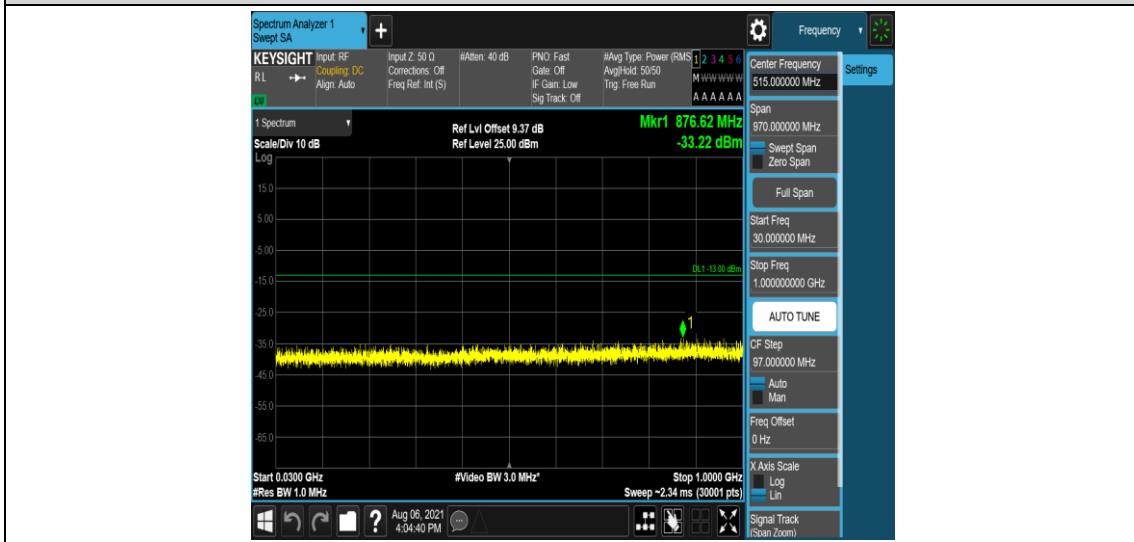 Spectrum Analyzer 1
Swept SA
+
Frequency
KEYSIGHT
RL
LXI
Input: RF
Coupling: DC
Align: Auto
Input Z: 50 Ω
Corrections: Off
Freq Ref: Int (S)
#Atten: 40 dB
PNO: Fast
Gate: Off
IF Gain: Low
Sig Track: Off
#Avg Type: Power (RMS
Avg|Hold: 50/50
Trig: Free Run
1 2 3 4 5 6
M W W W W W
A A A A A A
1 Spectrum
Scale/Div 10 dB
Log
Ref Lvl Offset 9.37 dB
Ref Level 25.00 dBm
Mkr1 876.62 MHz
-33.22 dBm
15.0
5.00
-5.00
-15.0
-25.0
-35.0
-45.0
-55.0
-65.0
DL1 -13.00 dBm
1
Start 0.0300 GHz
#Res BW 1.0 MHz
#Video BW 3.0 MHz*
Stop 1.0000 GHz
Sweep ~2.34 ms (30001 pts)
Center Frequency
515.000000 MHz
Settings
Span
970.000000 MHz
Swept Span
Zero Span
Full Span
Start Freq
30.000000 MHz
Stop Freq
1.000000000 GHz
AUTO TUNE
CF Step
97.000000 MHz
Auto
Man
Freq Offset
0 Hz
X Axis Scale
Log
Lin
Signal Track
(Span Zoom)
?
Aug 06, 2021
4:04:40 PM